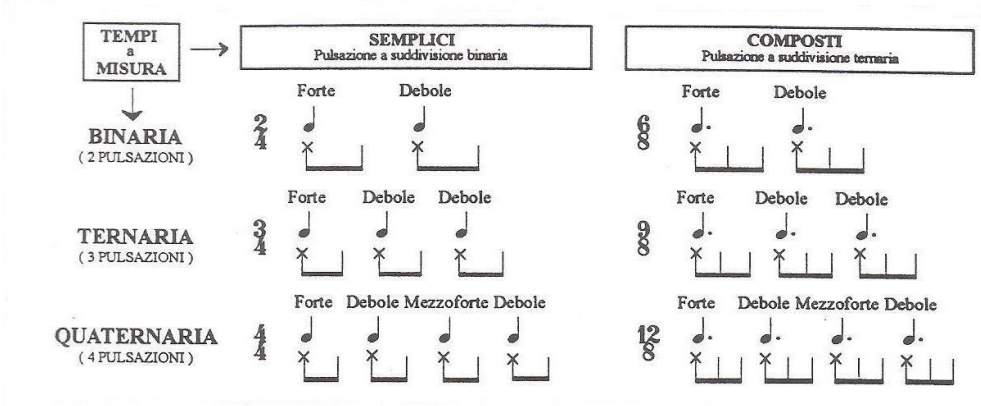 TEMPI
a
MISURA
SEMPLICI
Pulsazione a suddivisione binaria
COMPOSTI
Pulsazione a suddivisione ternaria
BINARIA
( 2 PULSAZIONI )
2
4
Forte Debole
6
8
Forte Debole
TERNARIA
( 3 PULSAZIONI )
3
4
Forte Debole Debole
9
8
Forte Debole Debole
QUATERNARIA
( 4 PULSAZIONI )
4
4
Forte Debole Mezzoforte Debole
12
8
Forte Debole Mezzoforte Debole